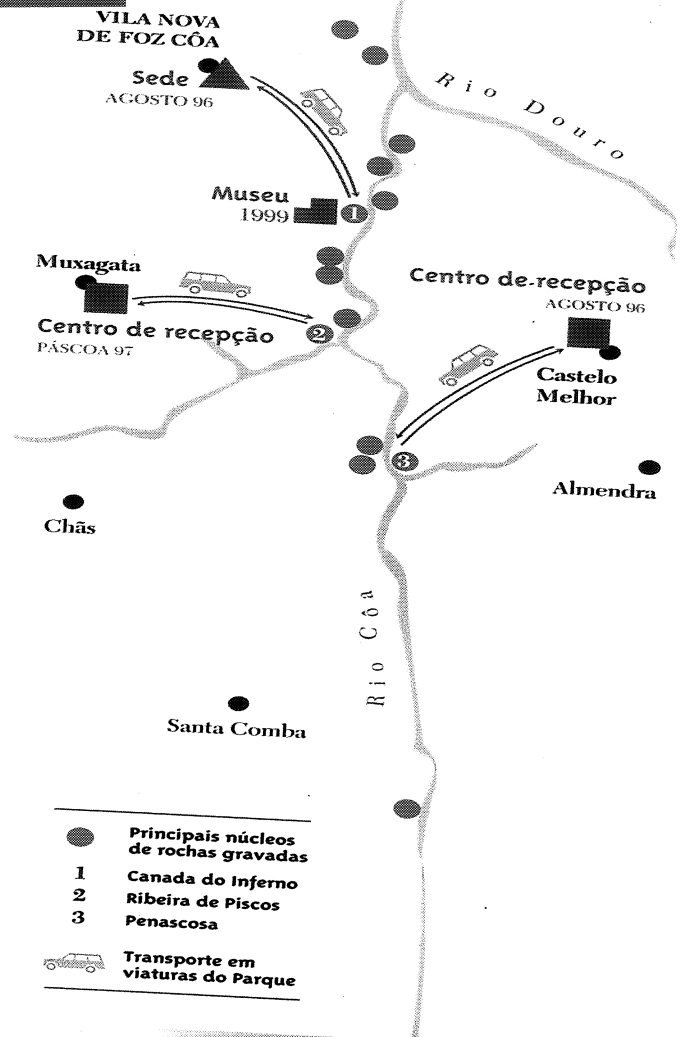 VILA NOVA
DE FOZ CÔA
Sede
AGOSTO 96
Rio Douro
Museu
1999
1
Muxagata
Centro de recepção
PÁSCOA 97
2
Centro de recepção
AGOSTO 96
Castelo
Melhor
3
Almendra
Chãs
Rio Côa
Santa Comba
Principais núcleos
de rochas gravadas
1 Canada do Inferno
2 Ribeira de Piscos
3 Penascosa
Transporte em
viaturas do Parque